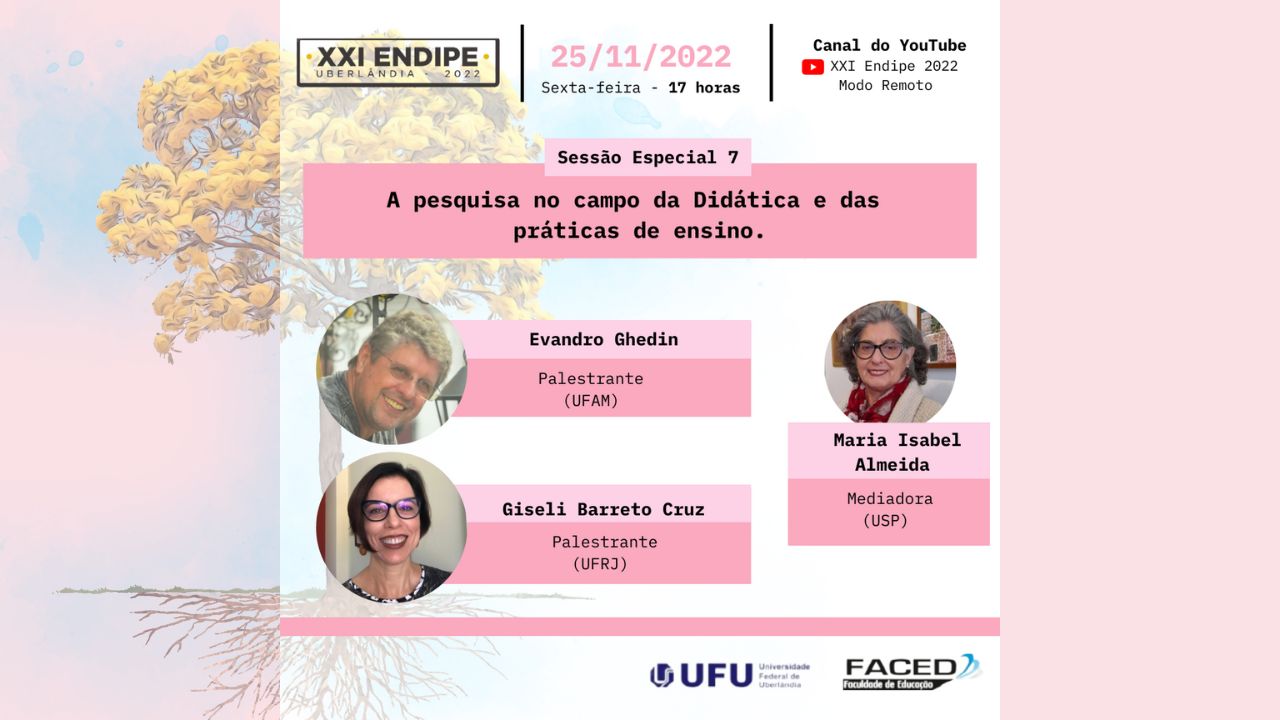 XXI ENDIPE
UBERLÂNDIA - 2022
25/11/2022
Sexta-feira - 17 horas
Canal do YouTube
XXI Endipe 2022
Modo Remoto
Sessão Especial 7
A pesquisa no campo da Didática e das
práticas de ensino.
Evandro Ghedin
Palestrante
(UFAM)
Giseli Barreto Cruz
Palestrante
(UFRJ)
Maria Isabel
Almeida
Mediadora
(USP)
UFU
Universidade
Federal de
Uberlândia
FACED
Faculdade de Educação